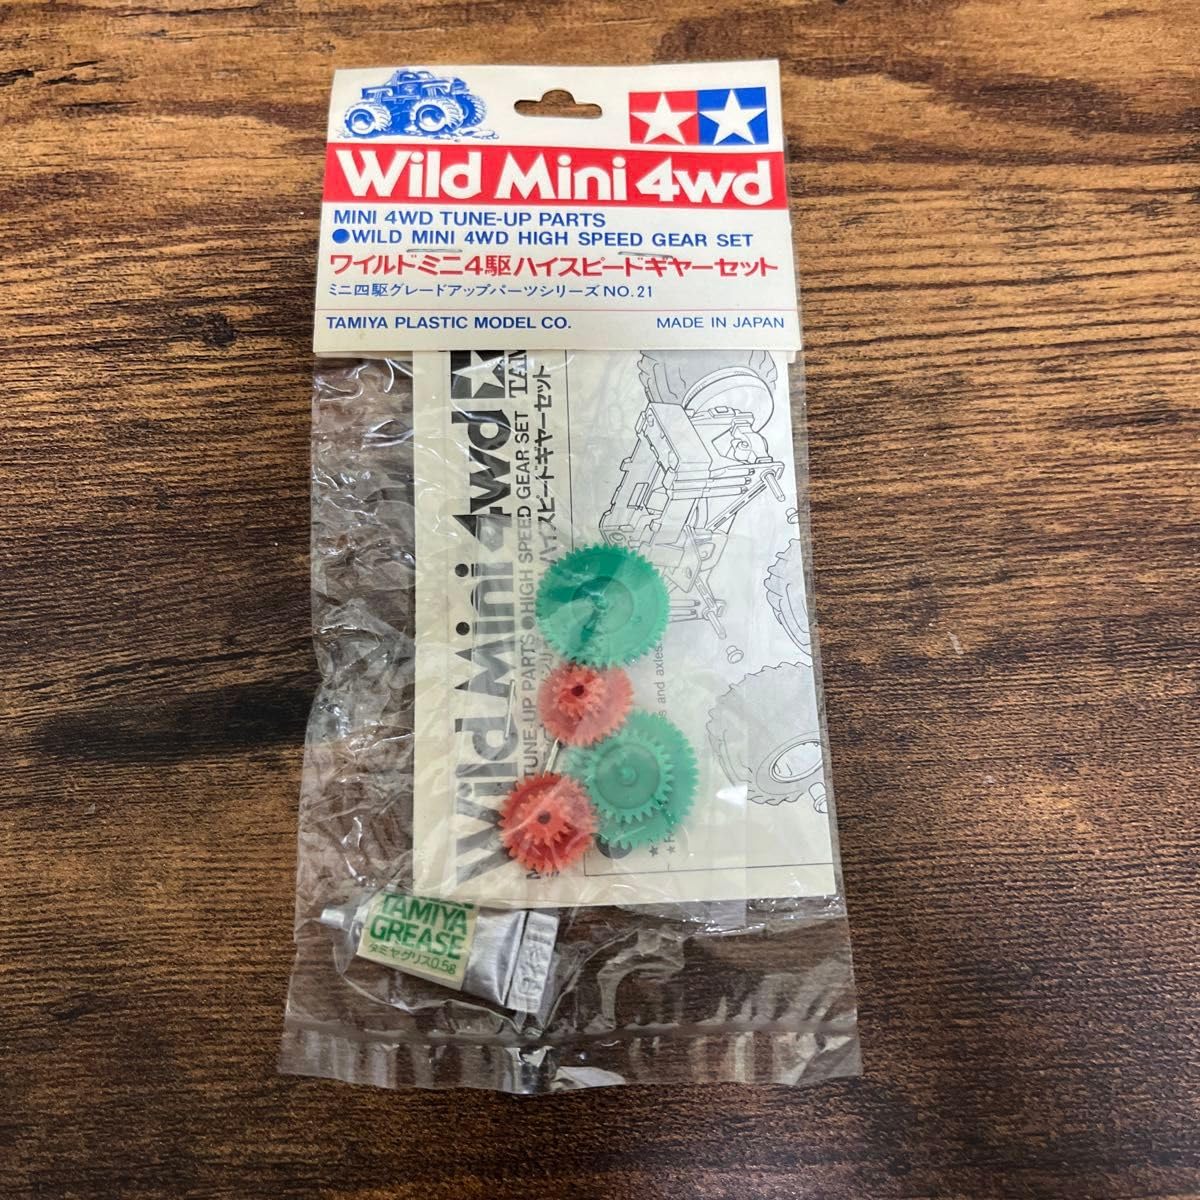 Wild Mini 4wd
MINI 4WD TUNE-UP PARTS
●WILD MINI 4WD HIGH SPEED GEAR SET
ワイルドミニ4駆ハイスピードギヤーセット
ミニ四駆グレードアップパーツシリーズNO.21
TAMIYA PLASTIC MODEL CO. MADE IN JAPAN
Wild Mini 4wd
TUNE-UP PARTS ●HIGH SPEED GEAR SET
ハイスピードギヤーセット
and axles.
TAMIYA
GREASE
タミヤグリス0.5g